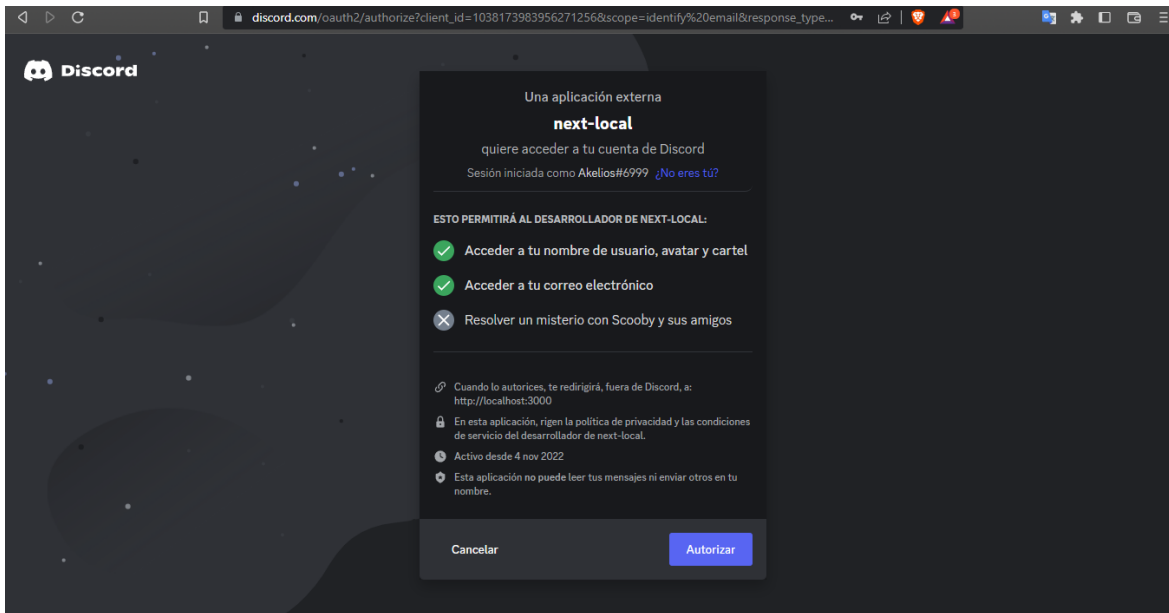 discord.com/oauth2/authorize?client_id=1038173983956271256&scope=identify%20email&response_type...
Discord
Una aplicación externa
next-local
quiere acceder a tu cuenta de Discord
Sesión iniciada como Akelios#6999 ¿No eres tú?
ESTO PERMITIRÁ AL DESARROLLADOR DE NEXT-LOCAL:
Acceder a tu nombre de usuario, avatar y cartel
Acceder a tu correo electrónico
Resolver un misterio con Scooby y sus amigos
Cuando lo autorices, te redirigirá, fuera de Discord, a:
http://localhost:3000
En esta aplicación, rigen la política de privacidad y las condiciones
de servicio del desarrollador de next-local.
Activo desde 4 nov 2022
Esta aplicación no puede leer tus mensajes ni enviar otros en tu
nombre.
Cancelar
Autorizar